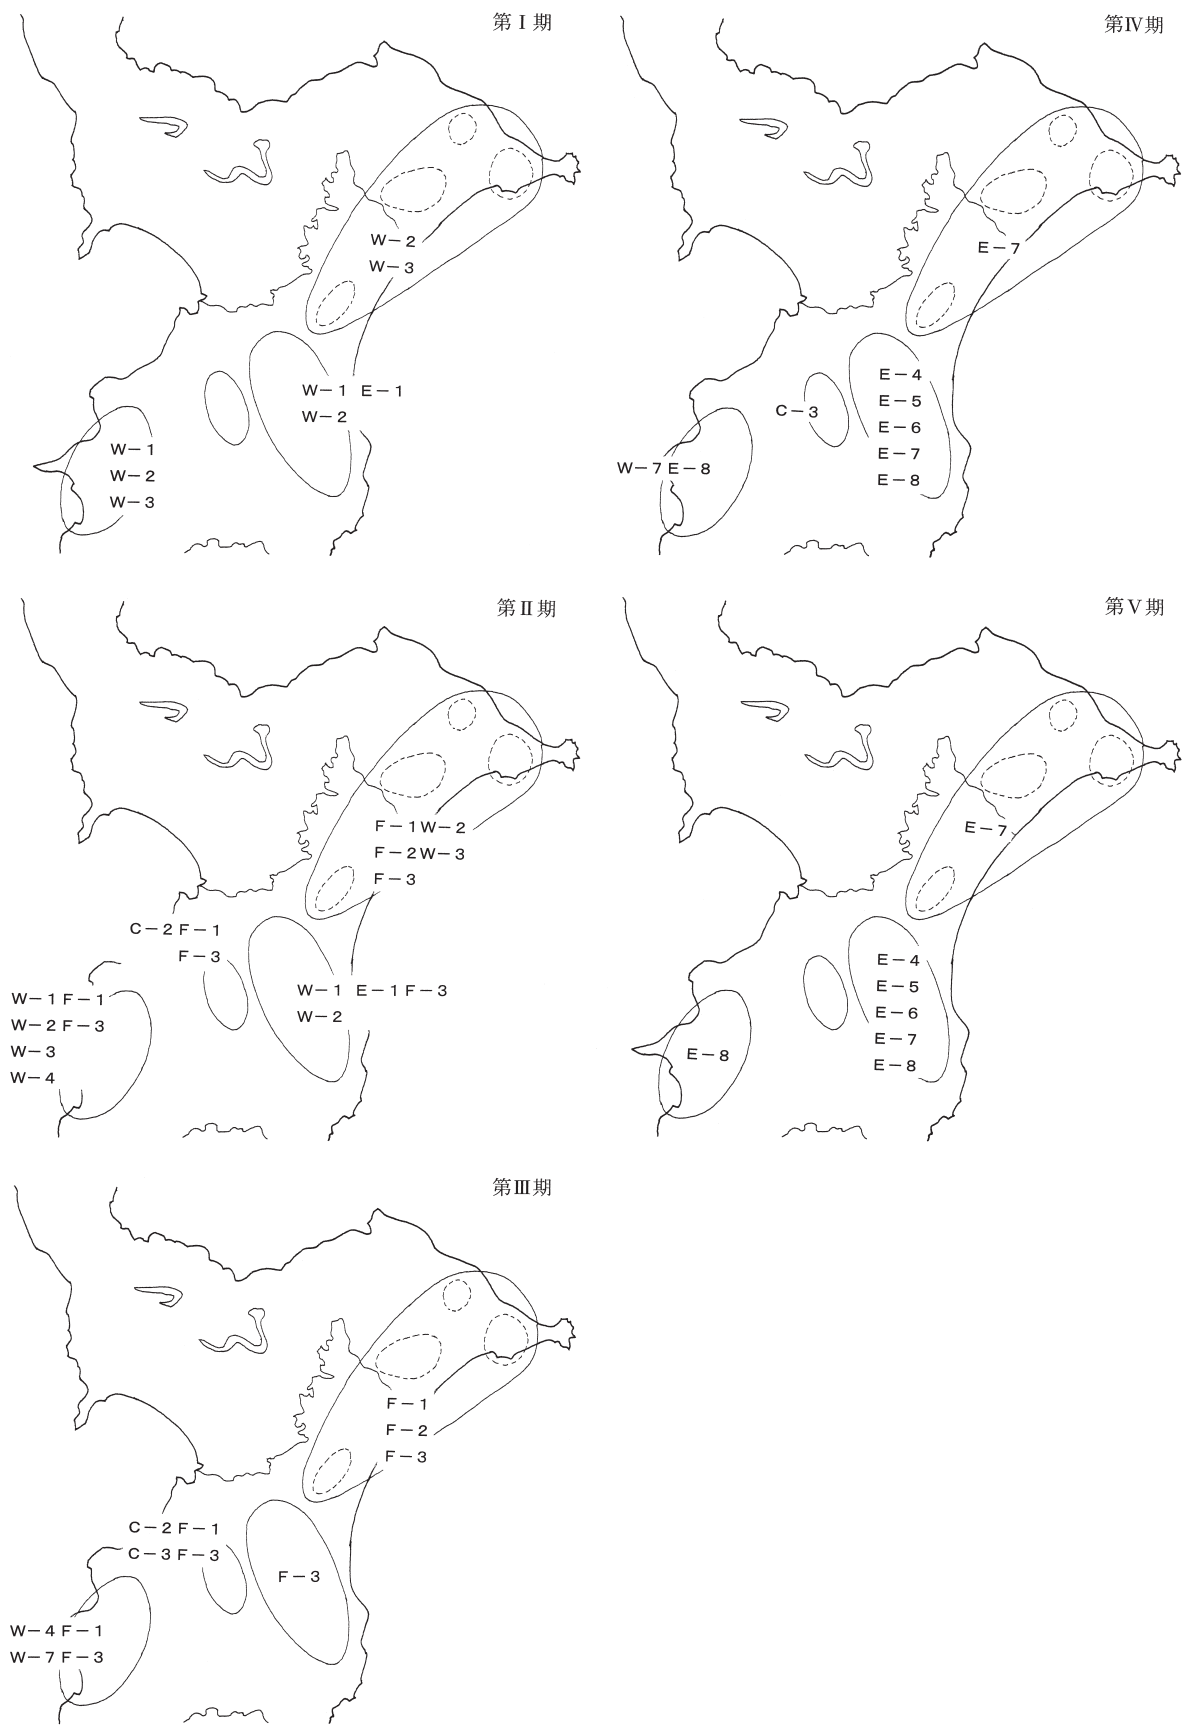 第Ⅰ期
W－2
W－3
W－1 E－1
W－2
W－1
W－2
W－3
第Ⅳ期
E－7
E－4
C－3
E－5
E－6
E－7
E－8
W－7 E－8
第Ⅱ期
F－1 W－2
F－2 W－3
F－3
C－2 F－1
F－3
W－1 E－1 F－3
W－2
W－1 F－1
W－2 F－3
W－3
W－4
第Ⅴ期
E－7
E－4
E－5
E－6
E－7
E－8
E－8
第Ⅲ期
F－1
F－2
F－3
C－2 F－1
C－3 F－3
F－3
W－4 F－1
W－7 F－3